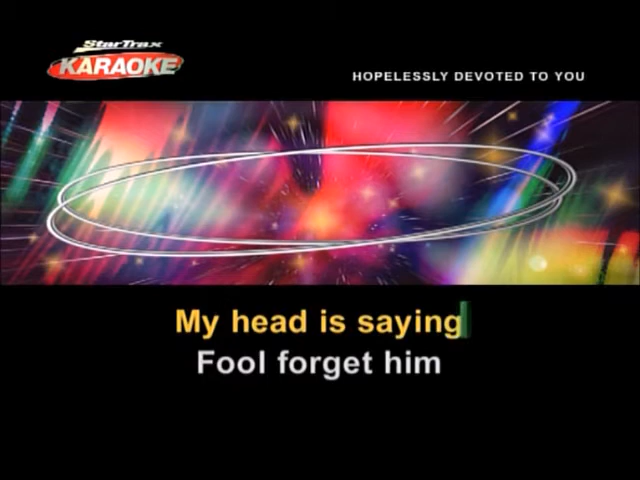 StarTrax
KARAOKE
HOPELESSLY DEVOTED TO YOU
My head is saying
Fool forget him